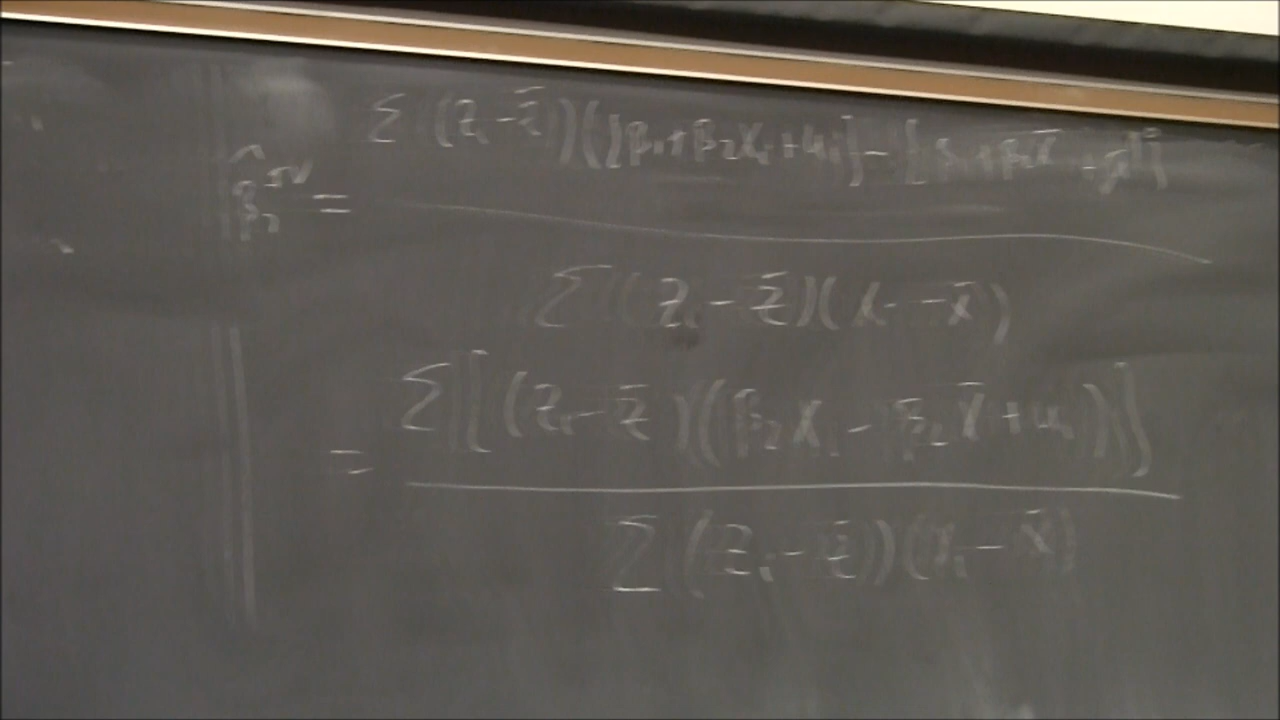 β̂₂ᴵⱽ = Σ (Zᵢ - Z̄)([β₁+β₂Xᵢ+uᵢ] - [β₁+β₂X̄+ū])
Σ (Zᵢ - Z̄)(Xᵢ - X̄)
= Σ[(Zᵢ - Z̄)(β₂Xᵢ - β₂X̄+uᵢ)]
Σ (Zᵢ - Z̄)(Xᵢ - X̄)